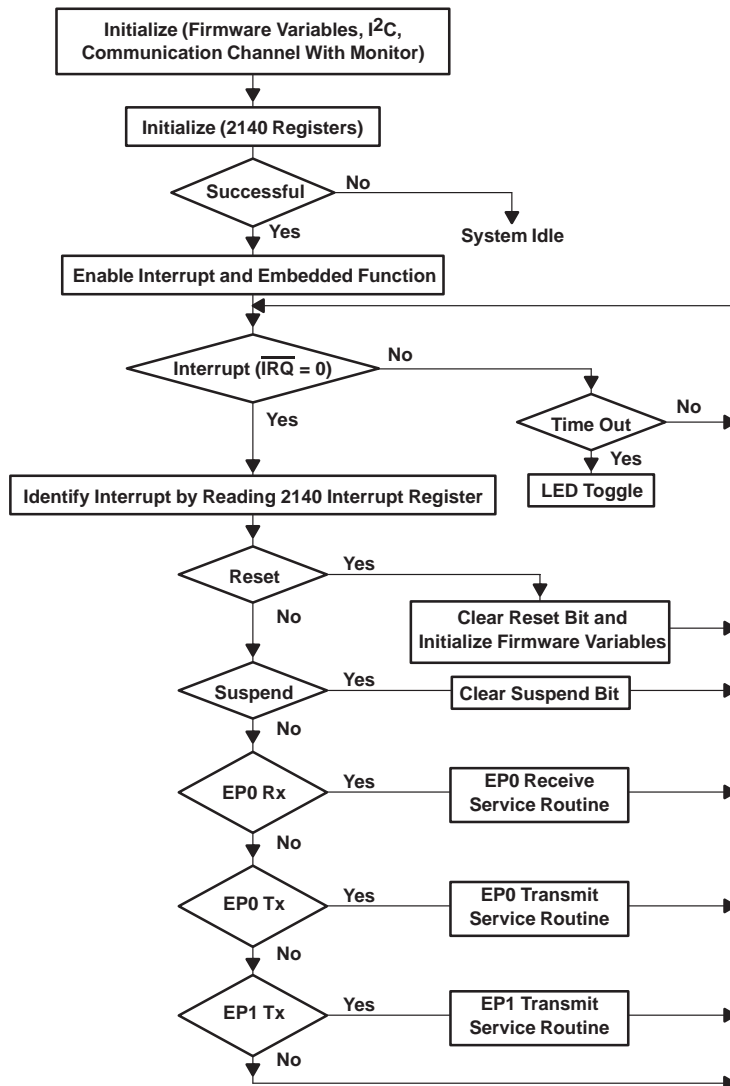 Initialize (Firmware Variables, I2C,
Communication Channel With Monitor)
Initialize (2140 Registers)
Successful
No
Yes
System Idle
Enable Interrupt and Embedded Function
Interrupt (I̅R̅Q̅ = 0)
No
Yes
Time Out
No
Yes
LED Toggle
Identify Interrupt by Reading 2140 Interrupt Register
Reset
Yes
No
Clear Reset Bit and
Initialize Firmware Variables
Suspend
Yes
Clear Suspend Bit
No
EP0 Rx
Yes
EP0 Receive
Service Routine
No
EP0 Tx
Yes
EP0 Transmit
Service Routine
No
EP1 Tx
Yes
EP1 Transmit
Service Routine
No